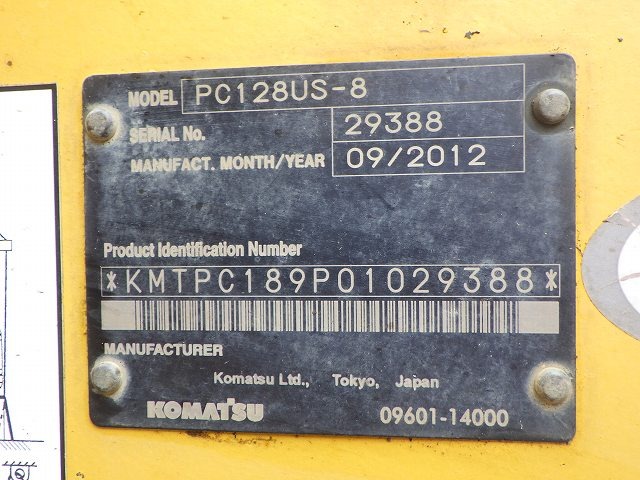 MODEL PC128US-8
SERIAL No. 29388
MANUFACT. MONTH/YEAR 09/2012
Product Identification Number
*KMTPC189P01029388*
MANUFACTURER
Komatsu Ltd., Tokyo, Japan
KOMATSU 09601-14000